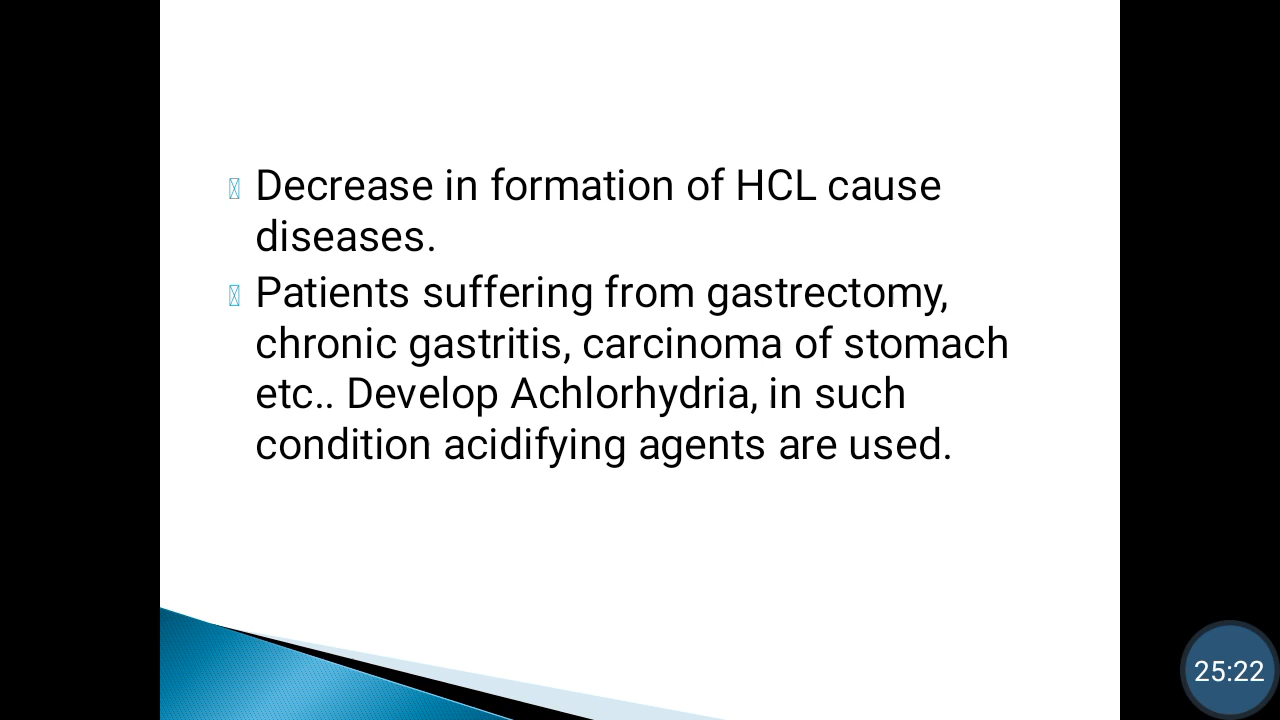 Decrease in formation of HCL cause
diseases.
Patients suffering from gastrectomy,
chronic gastritis, carcinoma of stomach
etc.. Develop Achlorhydria, in such
condition acidifying agents are used.
25:22